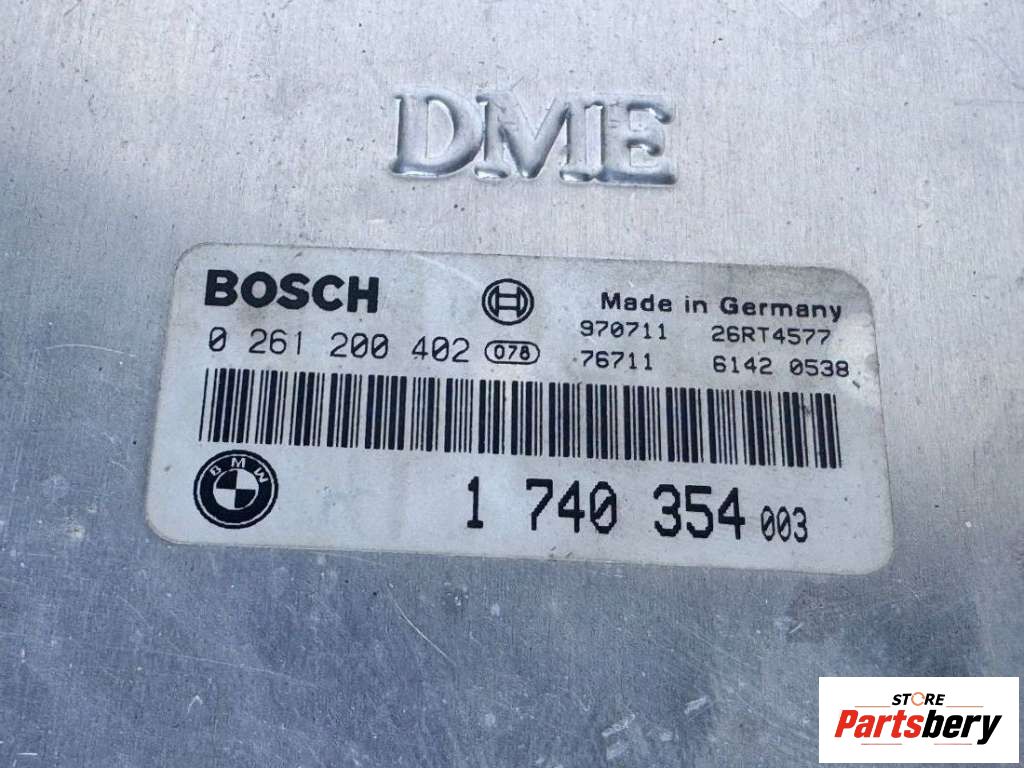 DME
BOSCH
Made in Germany
0 261 200 402 078
970711 26RT4577
76711 6142 0538
BMW
1 740 354 003
STORE
Partsbery